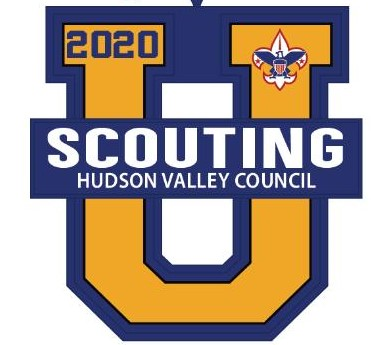 2020
U
SCOUTING
HUDSON VALLEY COUNCIL